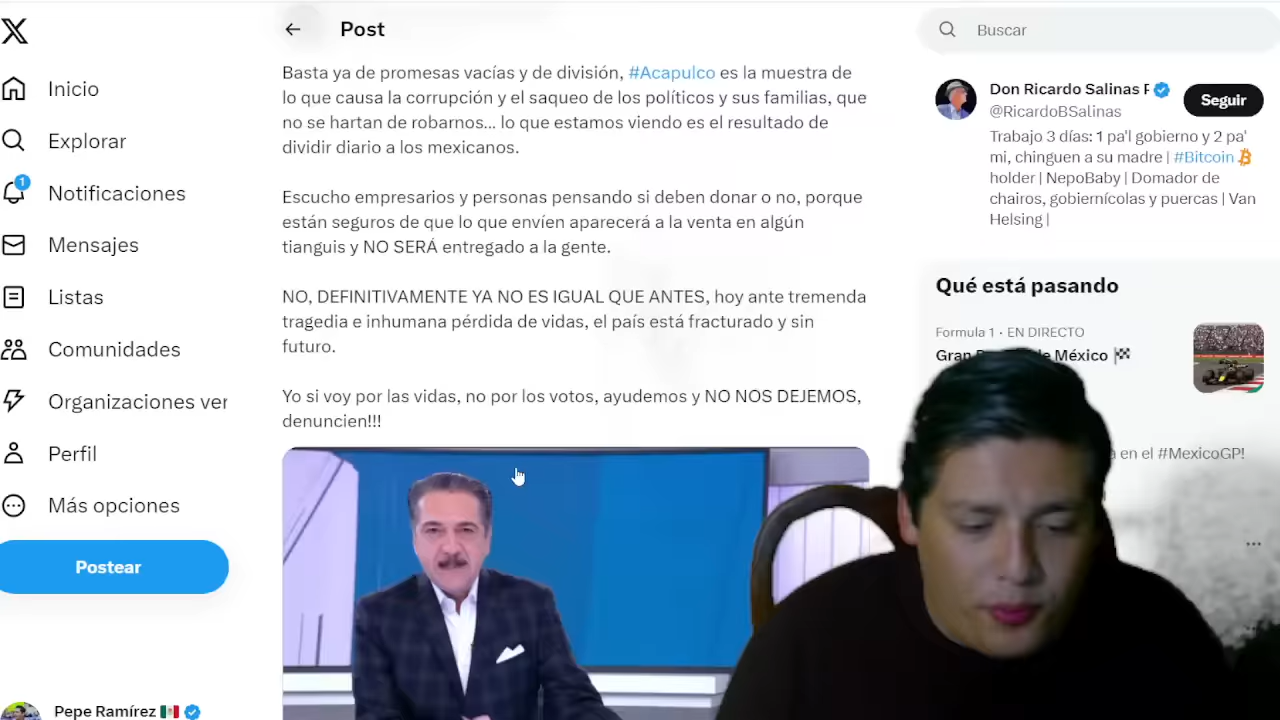 Post
Buscar
Inicio
Explorar
1
Notificaciones
Mensajes
Listas
Comunidades
Organizaciones ver
Perfil
Más opciones
Postear
Pepe Ramírez
Basta ya de promesas vacías y de división, #Acapulco es la muestra de
lo que causa la corrupción y el saqueo de los políticos y sus familias, que
no se hartan de robarnos... lo que estamos viendo es el resultado de
dividir diario a los mexicanos.
Escucho empresarios y personas pensando si deben donar o no, porque
están seguros de que lo que envíen aparecerá a la venta en algún
tianguis y NO SERÁ entregado a la gente.
NO, DEFINITIVAMENTE YA NO ES IGUAL QUE ANTES, hoy ante tremenda
tragedia e inhumana pérdida de vidas, el país está fracturado y sin
futuro.
Yo si voy por las vidas, no por los votos, ayudemos y NO NOS DEJEMOS,
denuncien!!!
Don Ricardo Salinas
@RicardoBSalinas
Seguir
Trabajo 3 días: 1 pa'l gobierno y 2 pa'
mi, chinguen a su madre | #Bitcoin
holder | NepoBaby | Domador de
chairos, gobiernícolas y puercas | Van
Helsing |
Qué está pasando
Formula 1 · EN DIRECTO
Gran de México
en el #MexicoGP!